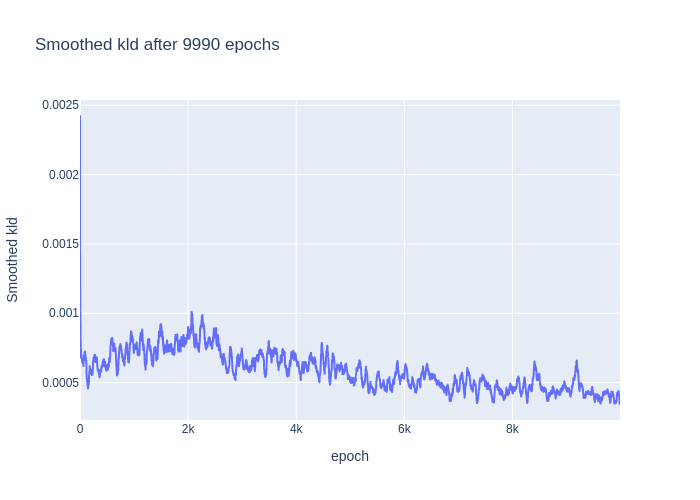 Smoothed kld after 9990 epochs
0.0025
0.002
0.0015
0.001
0.0005
Smoothed kld
0
2k
4k
6k
8k
epoch